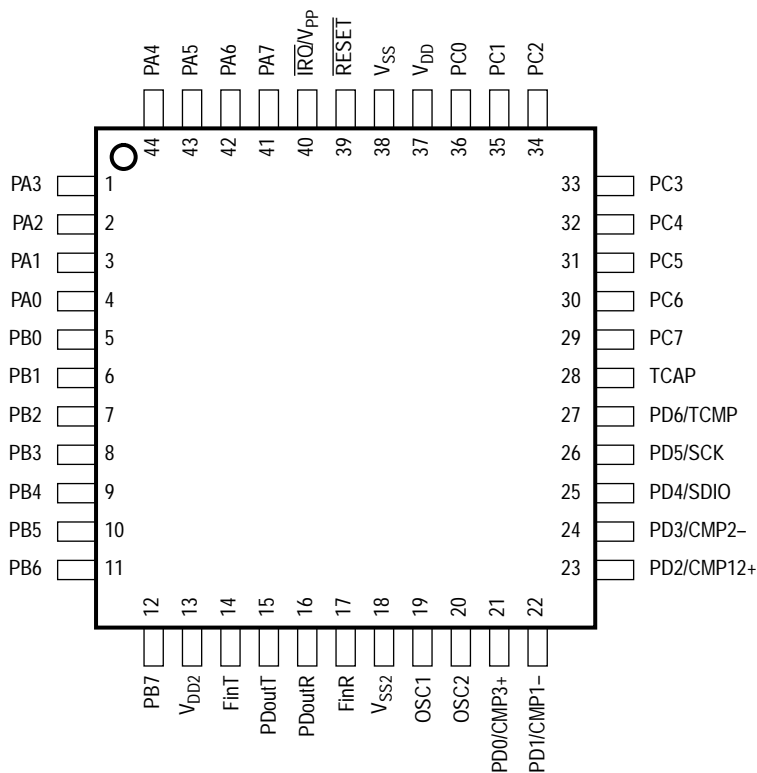 PA4
PA5
PA6
PA7
IRQ/VPP
RESET
VSS
VDD
PC0
PC1
PC2
44
43
42
41
40
39
38
37
36
35
34
PA3 1
33 PC3
PA2 2
32 PC4
PA1 3
31 PC5
PA0 4
30 PC6
PB0 5
29 PC7
PB1 6
28 TCAP
PB2 7
27 PD6/TCMP
PB3 8
26 PD5/SCK
PB4 9
25 PD4/SDIO
PB5 10
24 PD3/CMP2–
PB6 11
23 PD2/CMP12+
12
13
14
15
16
17
18
19
20
21
22
PB7
VDD2
FinT
PDoutT
PDoutR
FinR
VSS2
OSC1
OSC2
PD0/CMP3+
PD1/CMP1–